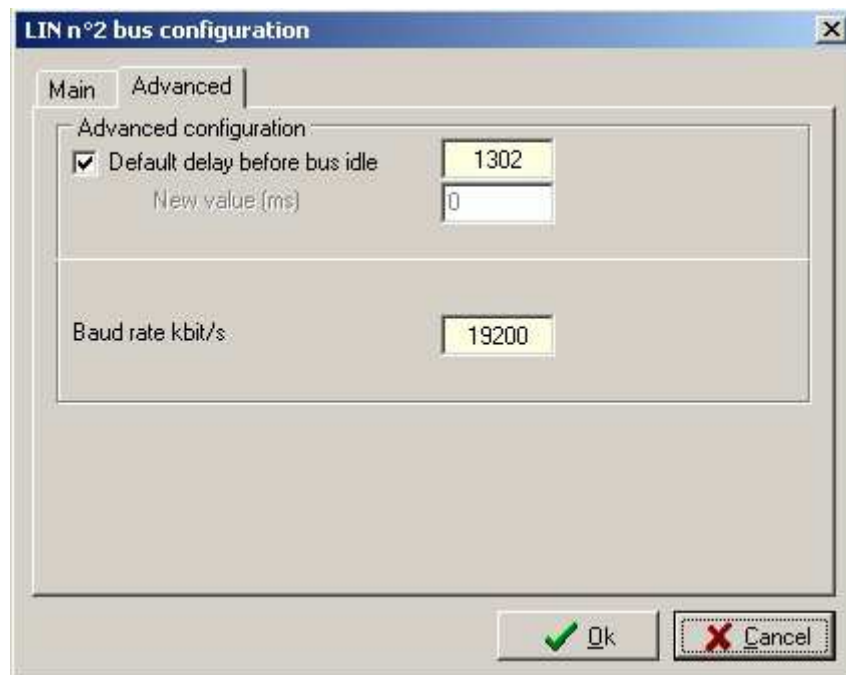 LIN n°2 bus configuration
Main Advanced
Advanced configuration
Default delay before bus idle 1302
New value (ms) 0
Baud rate kbit/s 19200
Ok Cancel